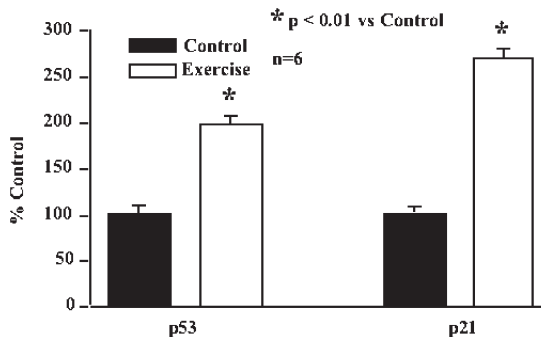 * p < 0.01 vs Control
300
Control
Exercise
n=6
250
*
*
200
150
% Control
100
50
0
p53
p21